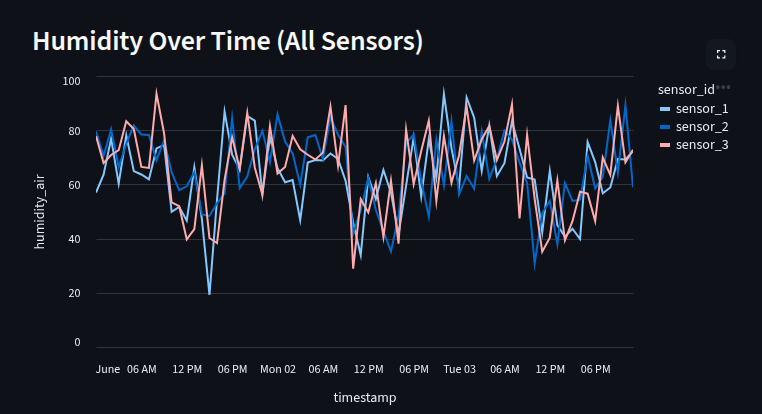 Humidity Over Time (All Sensors)
sensor_id
sensor_1
sensor_2
sensor_3
humidity_air
100
80
60
40
20
0
June 06 AM 12 PM 06 PM Mon 02 06 AM 12 PM 06 PM Tue 03 06 AM 12 PM 06 PM
timestamp